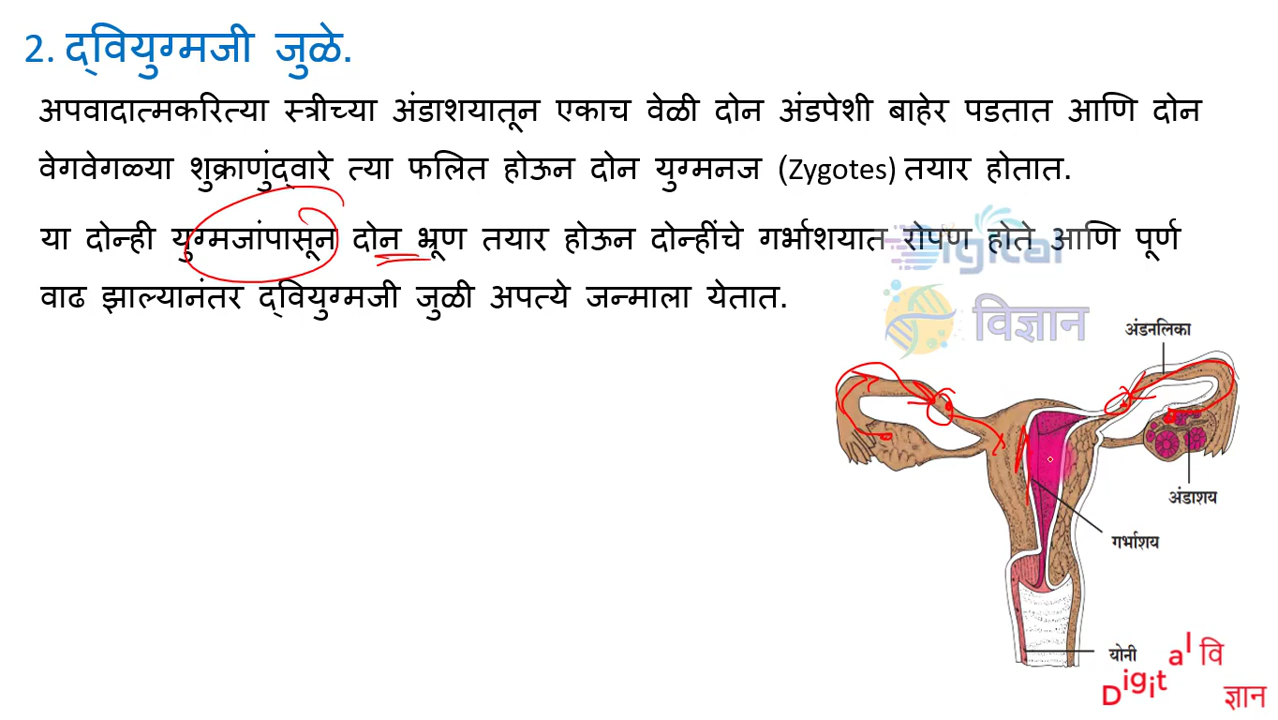 2. द्वियुग्मजी जुळे.
अपवादात्मकरित्या स्त्रीच्या अंडाशयातून एकाच वेळी दोन अंडपेशी बाहेर पडतात आणि दोन
वेगवेगळ्या शुक्राणुंद्वारे त्या फलित होऊन दोन युग्मनज (Zygotes) तयार होतात.
या दोन्ही युग्मजांपासून दोन भ्रूण तयार होऊन दोन्हींचे गर्भाशयात रोपण होते आणि पूर्ण
वाढ झाल्यानंतर द्वियुग्मजी जुळी अपत्ये जन्माला येतात.
Digital
विज्ञान
अंडनलिका
अंडाशय
गर्भाशय
योनी
Digital विज्ञान